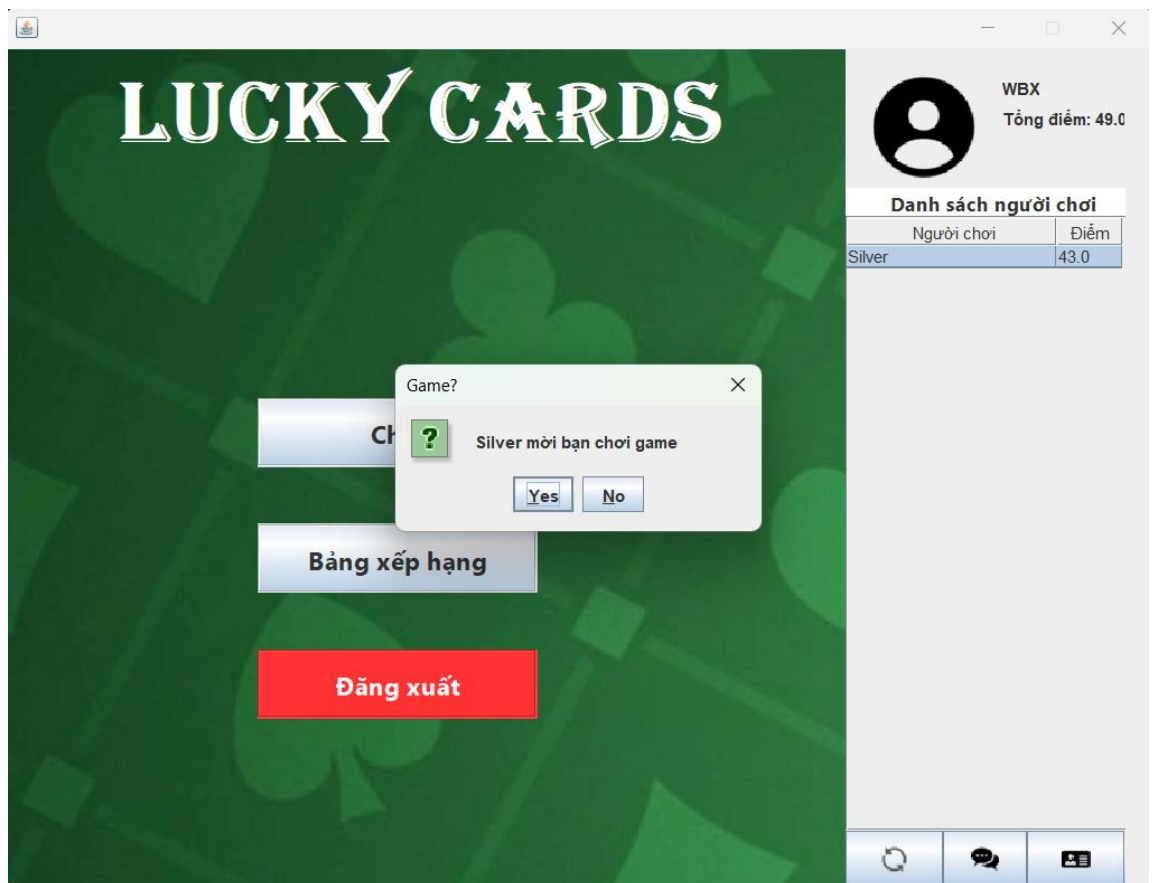 LUCKY CARDS
WBX
Tổng điểm: 49.0
Danh sách người chơi
Người chơi Điểm
Silver 43.0
Game?
Silver mời bạn chơi game
Yes No
Bảng xếp hạng
Đăng xuất